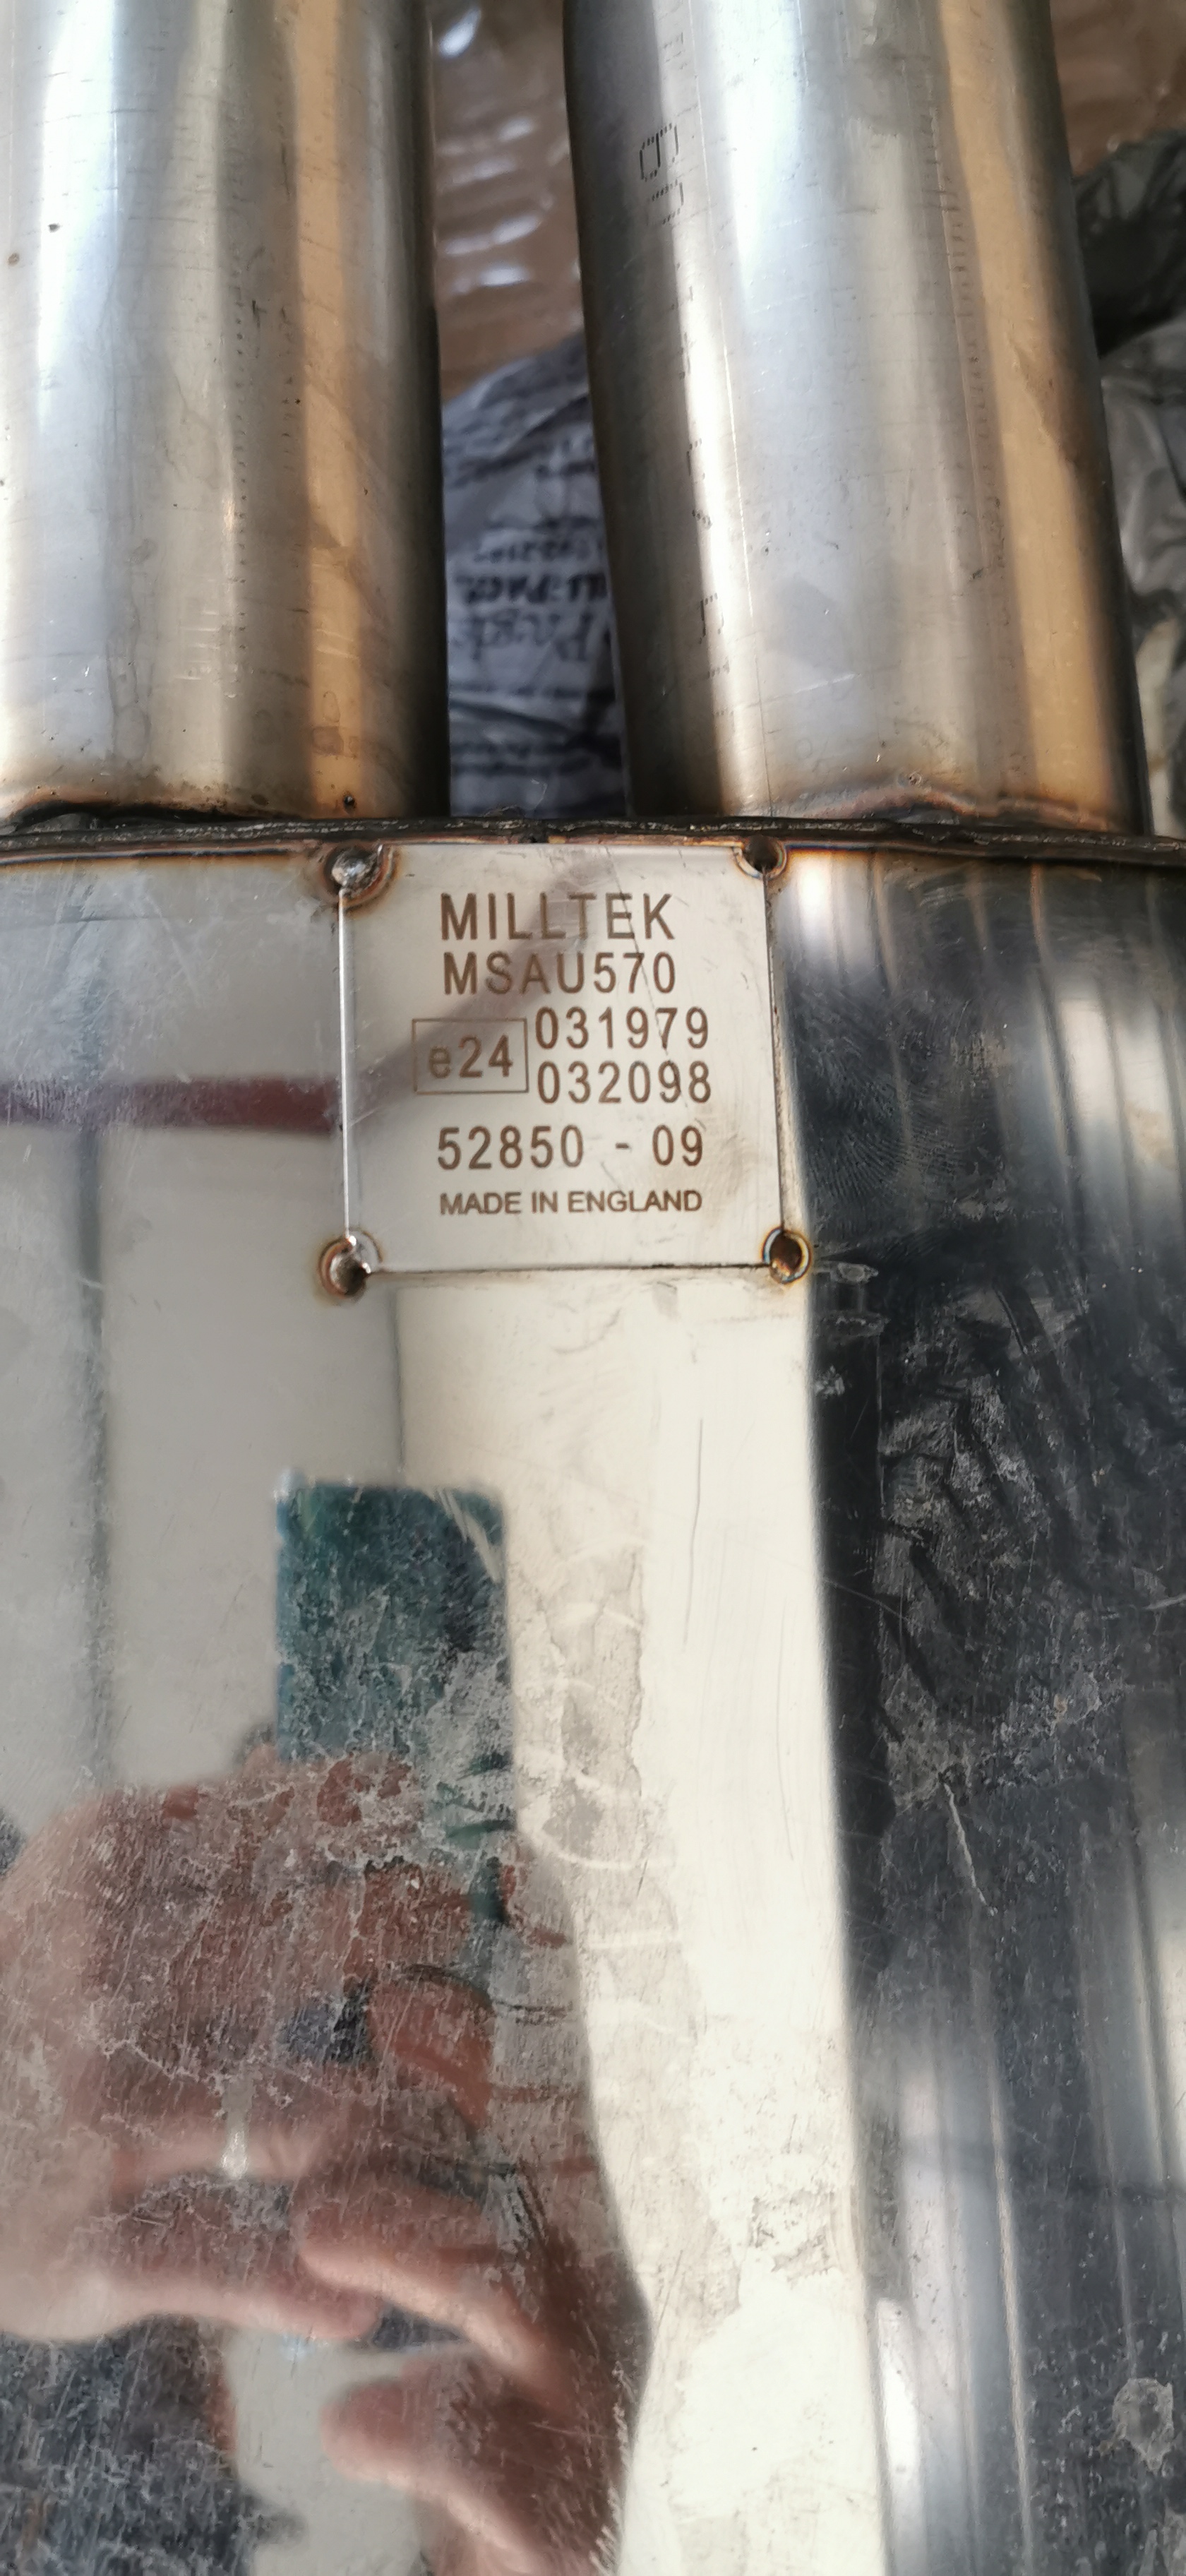 MILLTEK
MSAU570
e24 031979
032098
52850 - 09
MADE IN ENGLAND